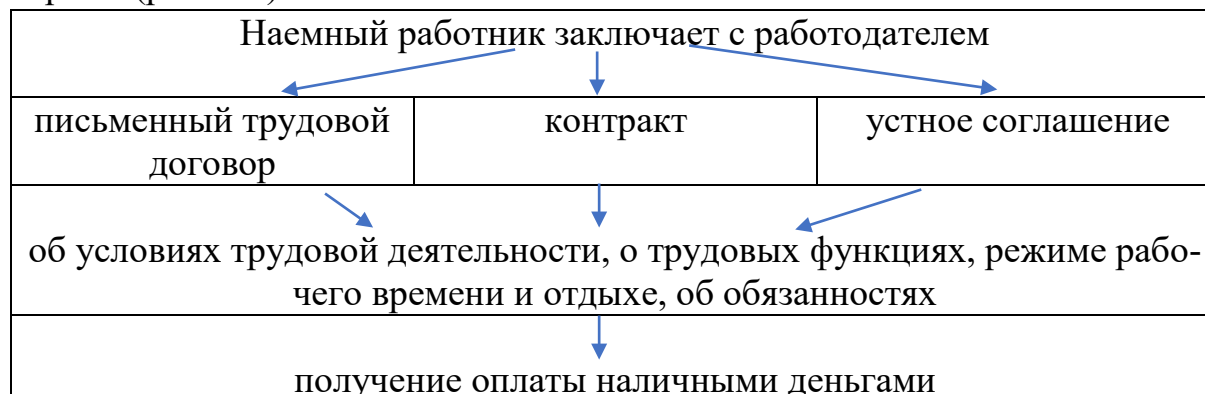 Наемный работник заключает с работодателем
письменный трудовой договор
контракт
устное соглашение
об условиях трудовой деятельности, о трудовых функциях, режиме рабо-
чего времени и отдыхе, об обязанностях
получение оплаты наличными деньгами